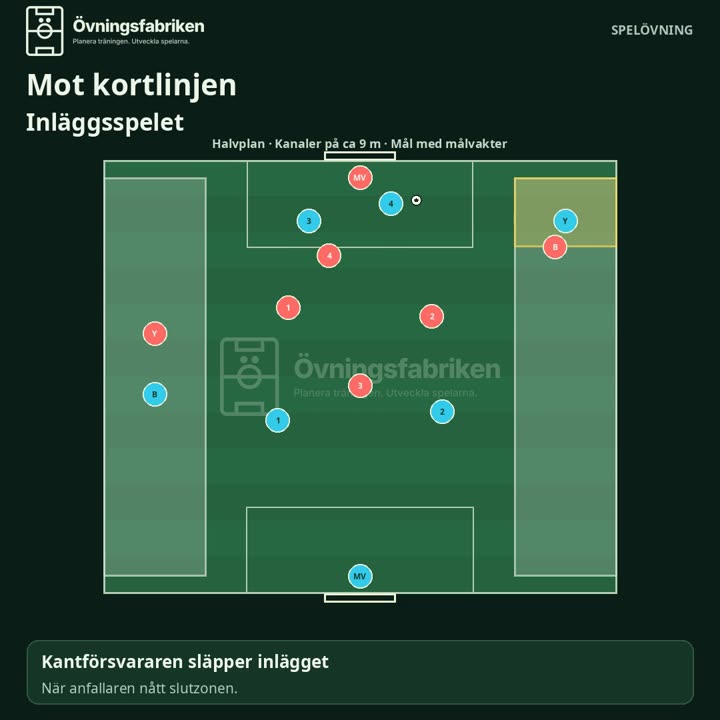 Övningsfabriken
Planera träningen. Utveckla spelarna.
SPELÖVNING
Mot kortlinjen
Inläggsspelet
Halvplan · Kanaler på ca 9 m · Mål med målvakter
MV
4
3
Y
4
B
1
2
Y
Övningsfabriken
3
Planera trä en. Utveckla spelarna.
B
1
2
MV
Kantförsvararen släpper inlägget
När anfallaren nått slutzonen.